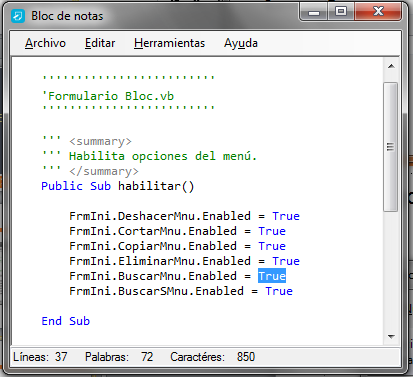 Bloc de notas
Archivo Editar Herramientas Ayuda
'''''''''''''''''''''''''
'Formulario Bloc.vb
'''''''''''''''''''''''''
''' <summary>
''' Habilita opciones del menú.
''' </summary>
Public Sub habilitar()
FrmIni.DeshacerMnu.Enabled = True
FrmIni.CortarMnu.Enabled = True
FrmIni.CopiarMnu.Enabled = True
FrmIni.EliminarMnu.Enabled = True
FrmIni.BuscarMnu.Enabled = True
FrmIni.BuscarSMnu.Enabled = True
End Sub
Líneas: 37 Palabras: 72 Caractéres: 850